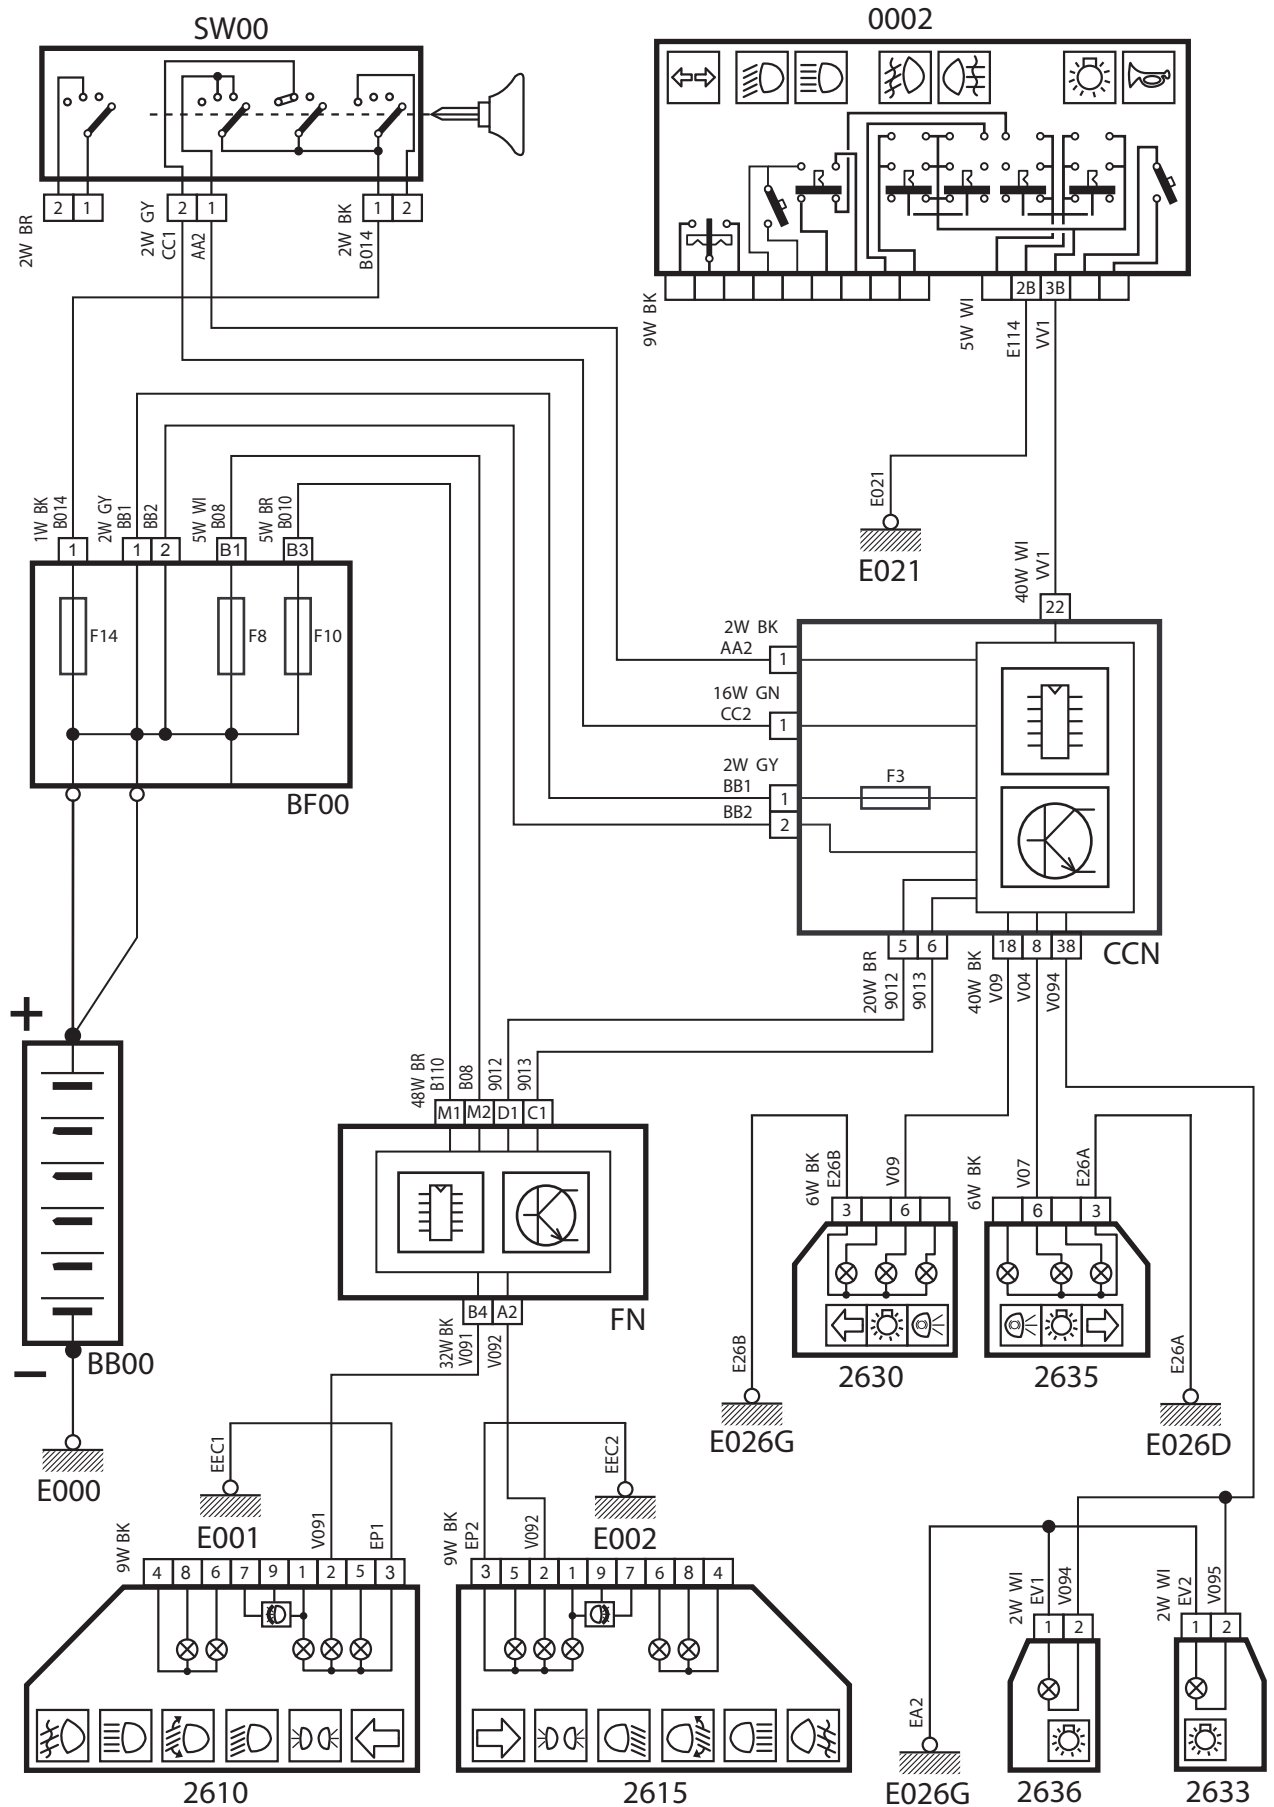 SW00
0002
2 1
2 1
1 2
2W BR
2W GY
CC1
AA2
2W BK
B014
9W BK
5W WI
2B 3B
E114
VV1
E021
E021
1W BK
B014
2W GY
BB1
BB2
5W WI
B08
5W BR
B010
1
1 2
B1
B3
F14
F8
F10
BF00
40W WI
VV1
22
2W BK
AA2
1
16W GN
CC2
1
2W GY
BB1
1
F3
BB2
2
5 6
18 8 38
CCN
20W BR
9012
9013
40W BK
V09
V04
V094
+
−
BB00
E000
48W BR
B110
B08
9012
9013
M1 M2 D1 C1
FN
B4 A2
32W BK
V091
V092
6W BK
E26B
V09
3 6
6W BK
V07
E26A
6 3
2630
2635
E26B
E026G
E26A
E026D
EEC1
E001
EEC2
E002
9W BK
V091
EP1
4 8 6 7 9 1 2 5 3
9W BK
EP2
V092
3 5 2 1 9 7 6 8 4
2610
2615
2W WI
EV1
V094
1 2
2W WI
EV2
V095
1 2
EA2
E026G
2636
2633